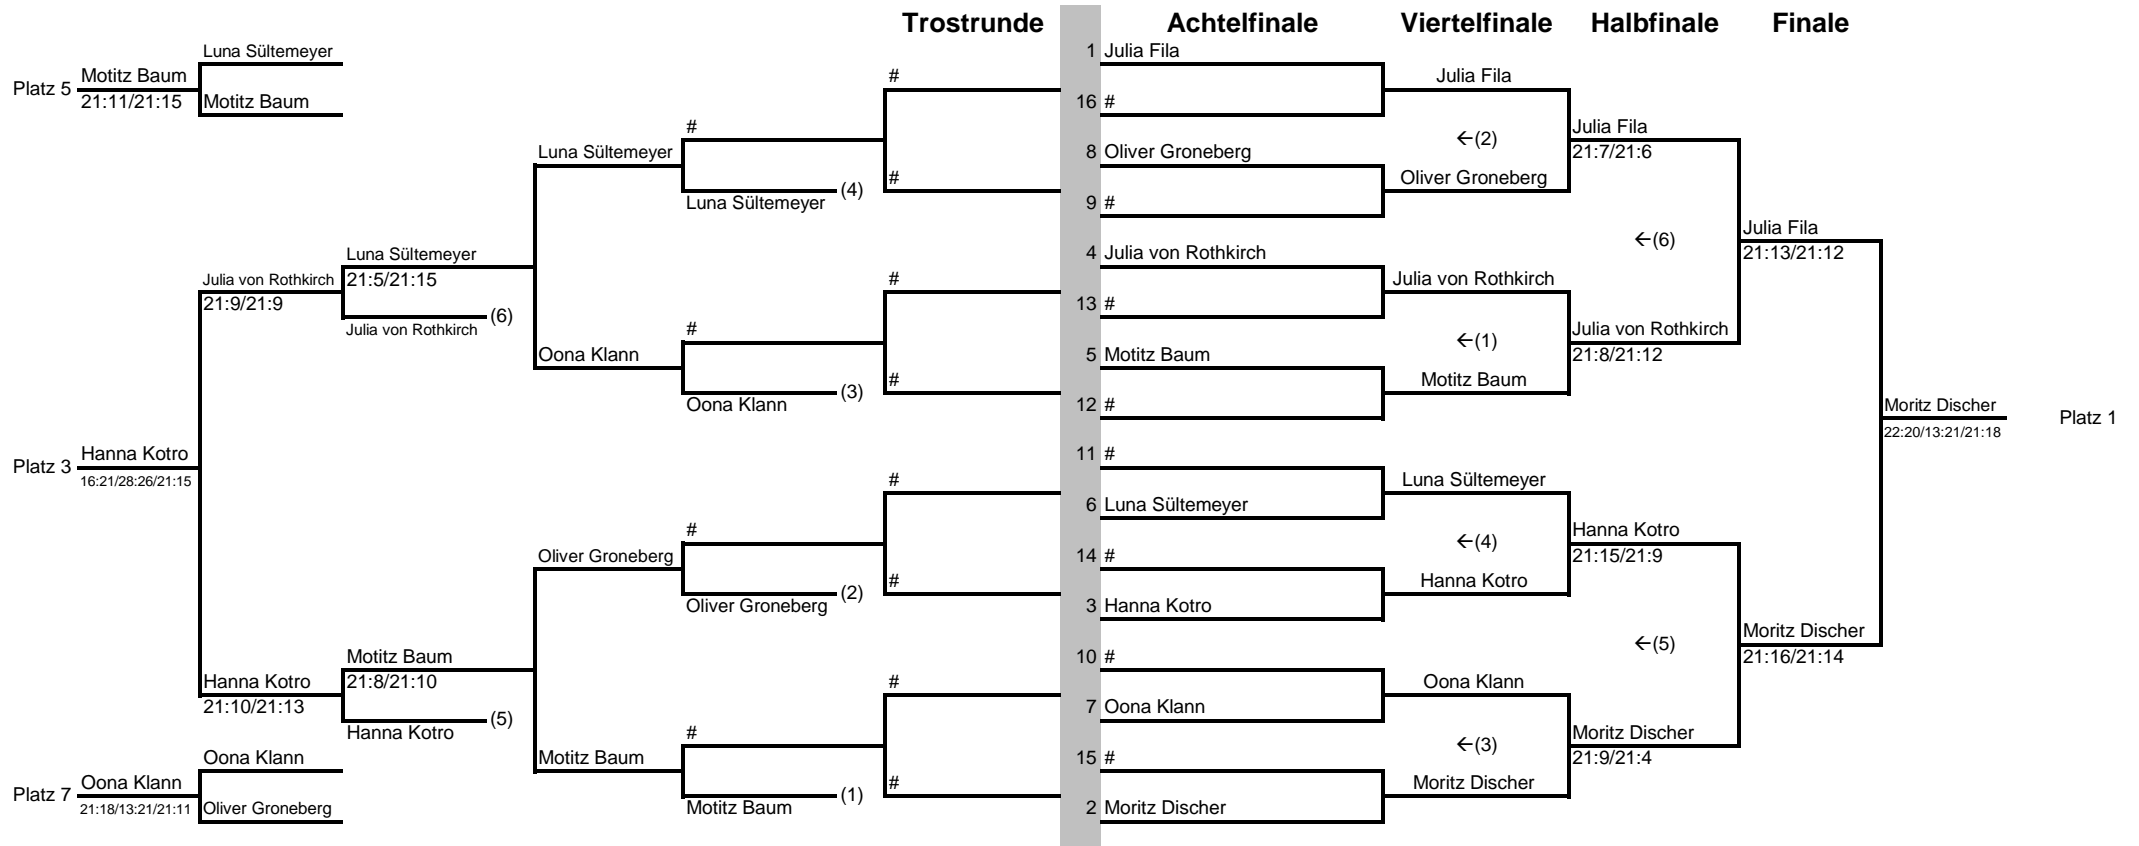 Trostrunde Achtelfinale Viertelfinale Halbfinale Finale
Luna Sültemeyer 1 Julia Fila
Motitz Baum # Julia Fila
Platz 5
21:11/21:15 Motitz Baum 16 #
# Julia Fila
←(2)
Luna Sültemeyer 8 Oliver Groneberg 21:7/21:6
# Oliver Groneberg
(4)
Luna Sültemeyer 9 #
Julia Fila
←(6)
Luna Sültemeyer 4 Julia von Rothkirch 21:13/21:12
Julia von Rothkirch 21:5/21:15 # Julia von Rothkirch
21:9/21:9 13 #
(6)
Julia von Rothkirch # Julia von Rothkirch
←(1)
Oona Klann 5 Motitz Baum 21:8/21:12
# Motitz Baum
(3)
Oona Klann 12 # Moritz Discher
Platz 1
22:20/13:21/21:18
Hanna Kotro 11 #
Platz 3
16:21/28:26/21:15 # Luna Sültemeyer
6 Luna Sültemeyer
# Hanna Kotro
←(4)
Oliver Groneberg 14 # 21:15/21:9
# Hanna Kotro
(2)
Oliver Groneberg 3 Hanna Kotro
Moritz Discher
←(5)
Motitz Baum 10 # 21:16/21:14
Hanna Kotro 21:8/21:10 # Oona Klann
21:10/21:13 7 Oona Klann
(5)
Hanna Kotro # Moritz Discher
←(3)
Oona Klann Motitz Baum 15 # 21:9/21:4
Oona Klann # Moritz Discher
Platz 7 (1)
21:18/13:21/21:11 Oliver Groneberg Motitz Baum 2 Moritz Discher